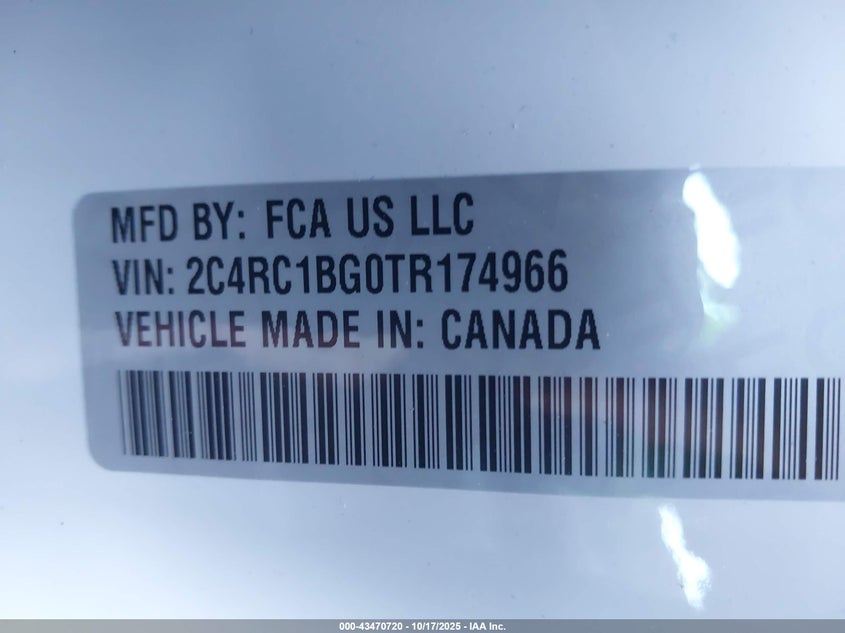 MFD BY: FCA US LLC
VIN: 2C4RC1BG0TR174966
VEHICLE MADE IN: CANADA
000-43470720 - 10/17/2025 - IAA Inc.